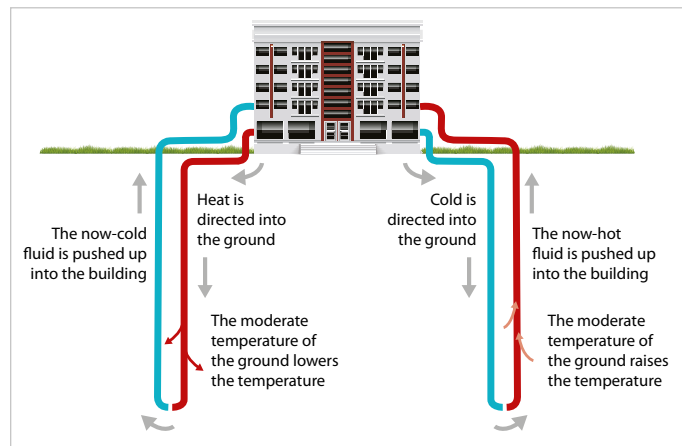 Heat is
directed into
the ground
The now-cold
fluid is pushed up
into the building
The moderate
temperature of
the ground lowers
the temperature
Cold is
directed into
the ground
The now-hot
fluid is pushed up
into the building
The moderate
temperature of
the ground raises
the temperature